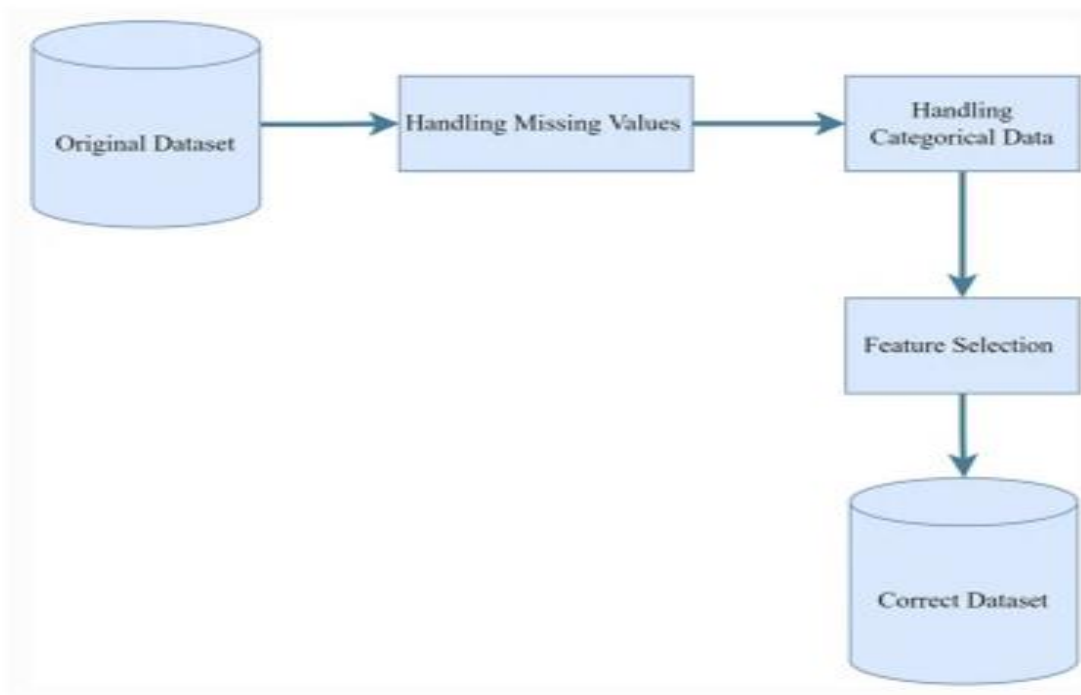 Original Dataset
Handling Missing Values
Handling
Categorical Data
Feature Selection
Correct Dataset